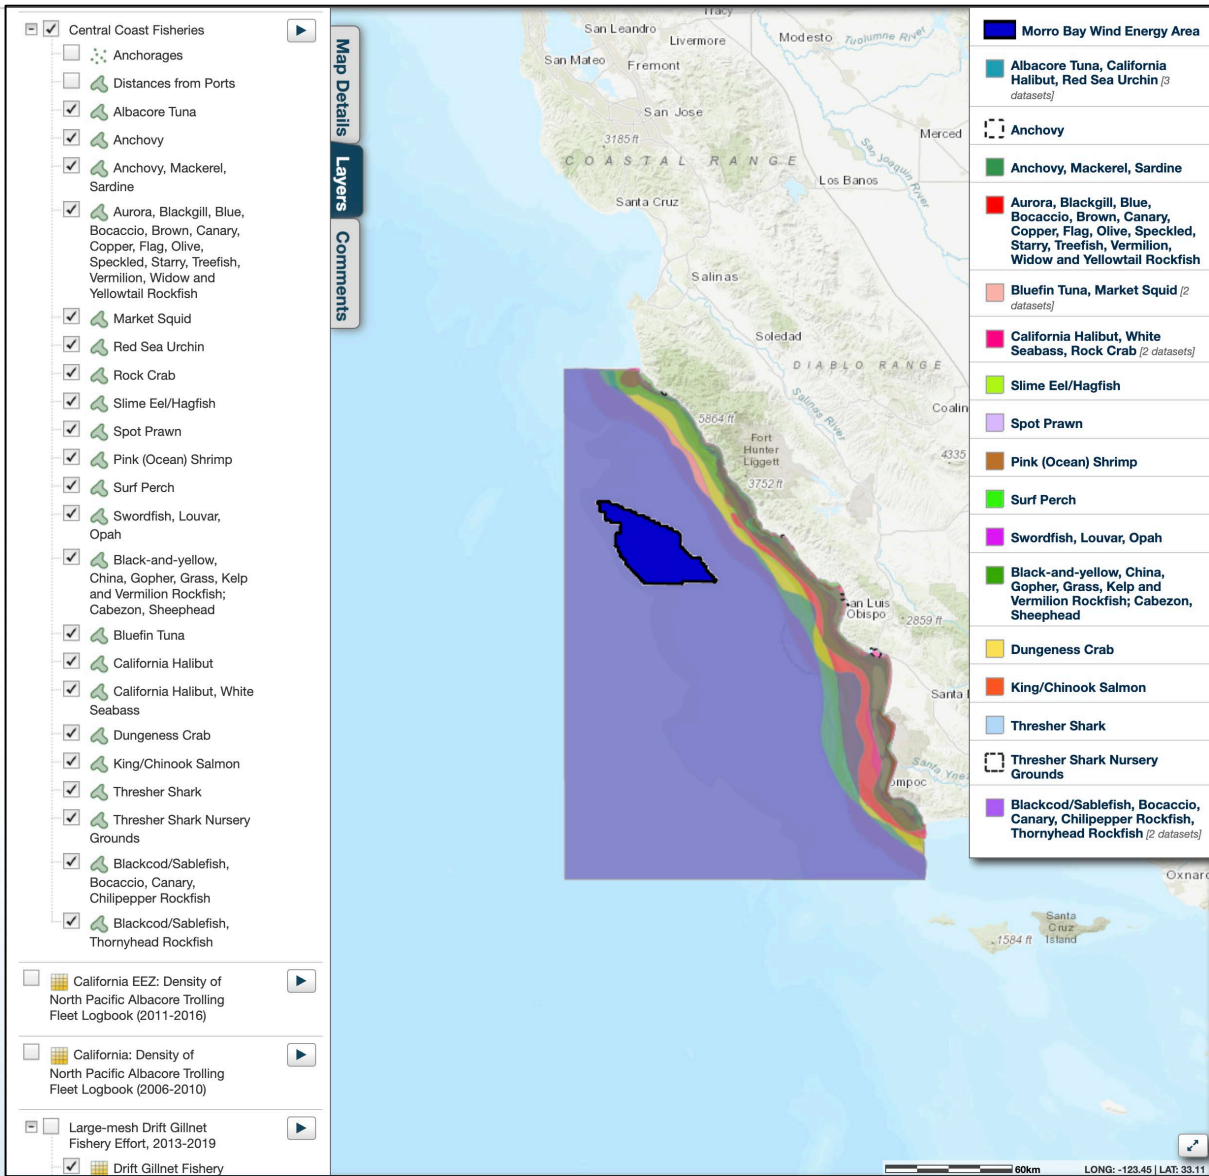 Central Coast Fisheries
Anchorages
Distances from Ports
Albacore Tuna
Anchovy
Anchovy, Mackerel,
Sardine
Aurora, Blackgill, Blue,
Bocaccio, Brown, Canary,
Copper, Flag, Olive,
Speckled, Starry, Treefish,
Vermilion, Widow and
Yellowtail Rockfish
Market Squid
Red Sea Urchin
Rock Crab
Slime Eel/Hagfish
Spot Prawn
Pink (Ocean) Shrimp
Surf Perch
Swordfish, Louvar,
Opah
Black-and-yellow,
China, Gopher, Grass, Kelp
and Vermilion Rockfish;
Cabezon, Sheephead
Bluefin Tuna
California Halibut
California Halibut, White
Seabass
Dungeness Crab
King/Chinook Salmon
Thresher Shark
Thresher Shark Nursery
Grounds
Blackcod/Sablefish,
Bocaccio, Canary,
Chilipepper Rockfish
Blackcod/Sablefish,
Thornyhead Rockfish
California EEZ: Density of
North Pacific Albacore Trolling
Fleet Logbook (2011-2016)
California: Density of
North Pacific Albacore Trolling
Fleet Logbook (2006-2010)
Large-mesh Drift Gillnet
Fishery Effort, 2013-2019
Drift Gillnet Fishery
Map Details
Layers
Comments
Tracy
San Leandro
Livermore
Modesto
Tuolumne River
San Mateo
Fremont
San Jose
Merced
3185 ft
COASTAL RANGE
San Joaquin River
Los Banos
Santa Cruz
Salinas
Soledad
DIABLO RANGE
Salinas River
Coalin
5864 ft
Fort
Hunter
Liggett
4335
3752 ft
an Luis
Obispo
2859 ft
Santa
Santa Ynez
ompoc
Oxnard
Santa
Cruz
Island
1584 ft
60km
LONG: -123.45 | LAT: 33.11
Morro Bay Wind Energy Area
Albacore Tuna, California
Halibut, Red Sea Urchin [3
datasets]
Anchovy
Anchovy, Mackerel, Sardine
Aurora, Blackgill, Blue,
Bocaccio, Brown, Canary,
Copper, Flag, Olive, Speckled,
Starry, Treefish, Vermilion,
Widow and Yellowtail Rockfish
Bluefin Tuna, Market Squid [2
datasets]
California Halibut, White
Seabass, Rock Crab [2 datasets]
Slime Eel/Hagfish
Spot Prawn
Pink (Ocean) Shrimp
Surf Perch
Swordfish, Louvar, Opah
Black-and-yellow, China,
Gopher, Grass, Kelp and
Vermilion Rockfish; Cabezon,
Sheephead
Dungeness Crab
King/Chinook Salmon
Thresher Shark
Thresher Shark Nursery
Grounds
Blackcod/Sablefish, Bocaccio,
Canary, Chilipepper Rockfish,
Thornyhead Rockfish [2 datasets]